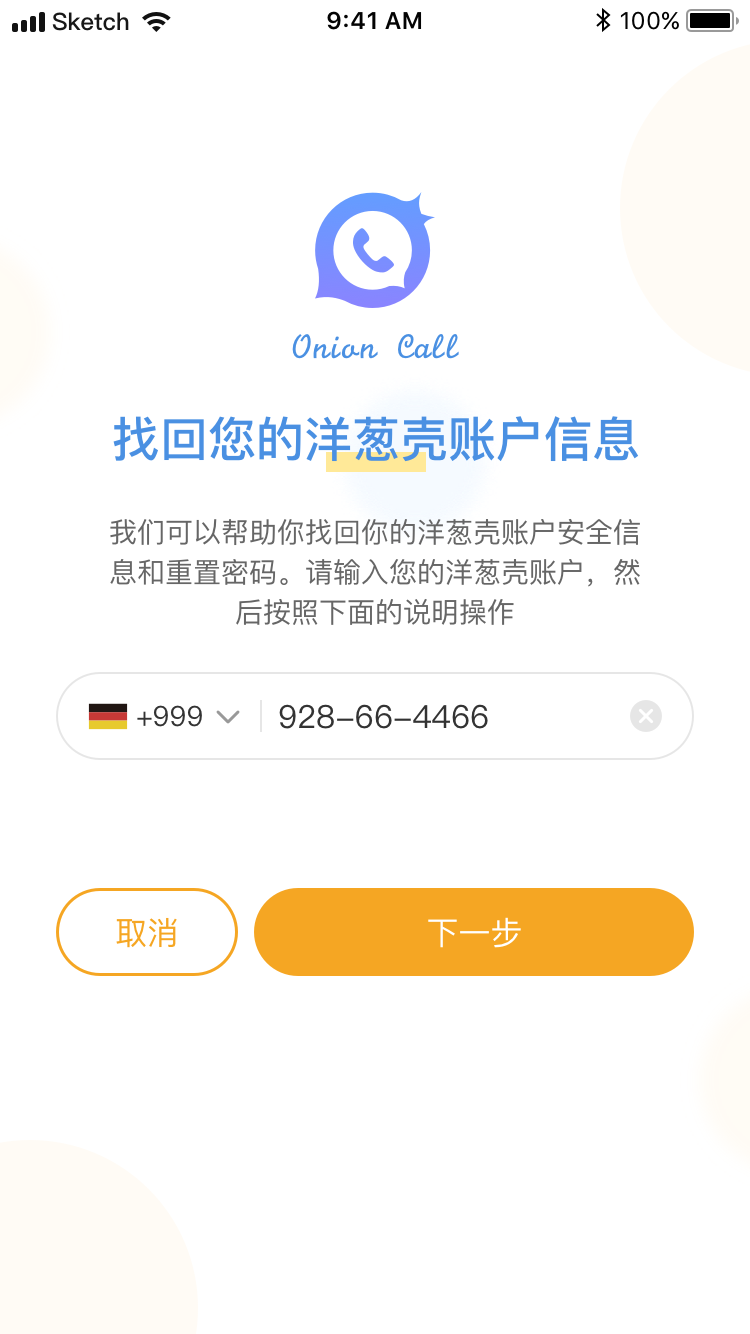 Sketch 9:41 AM 100%
Onion Call
找回您的洋葱壳账户信息
我们可以帮助你找回你的洋葱壳账户安全信
息和重置密码。请输入您的洋葱壳账户，然
后按照下面的说明操作
+999 928-66-4466
取消 下一步